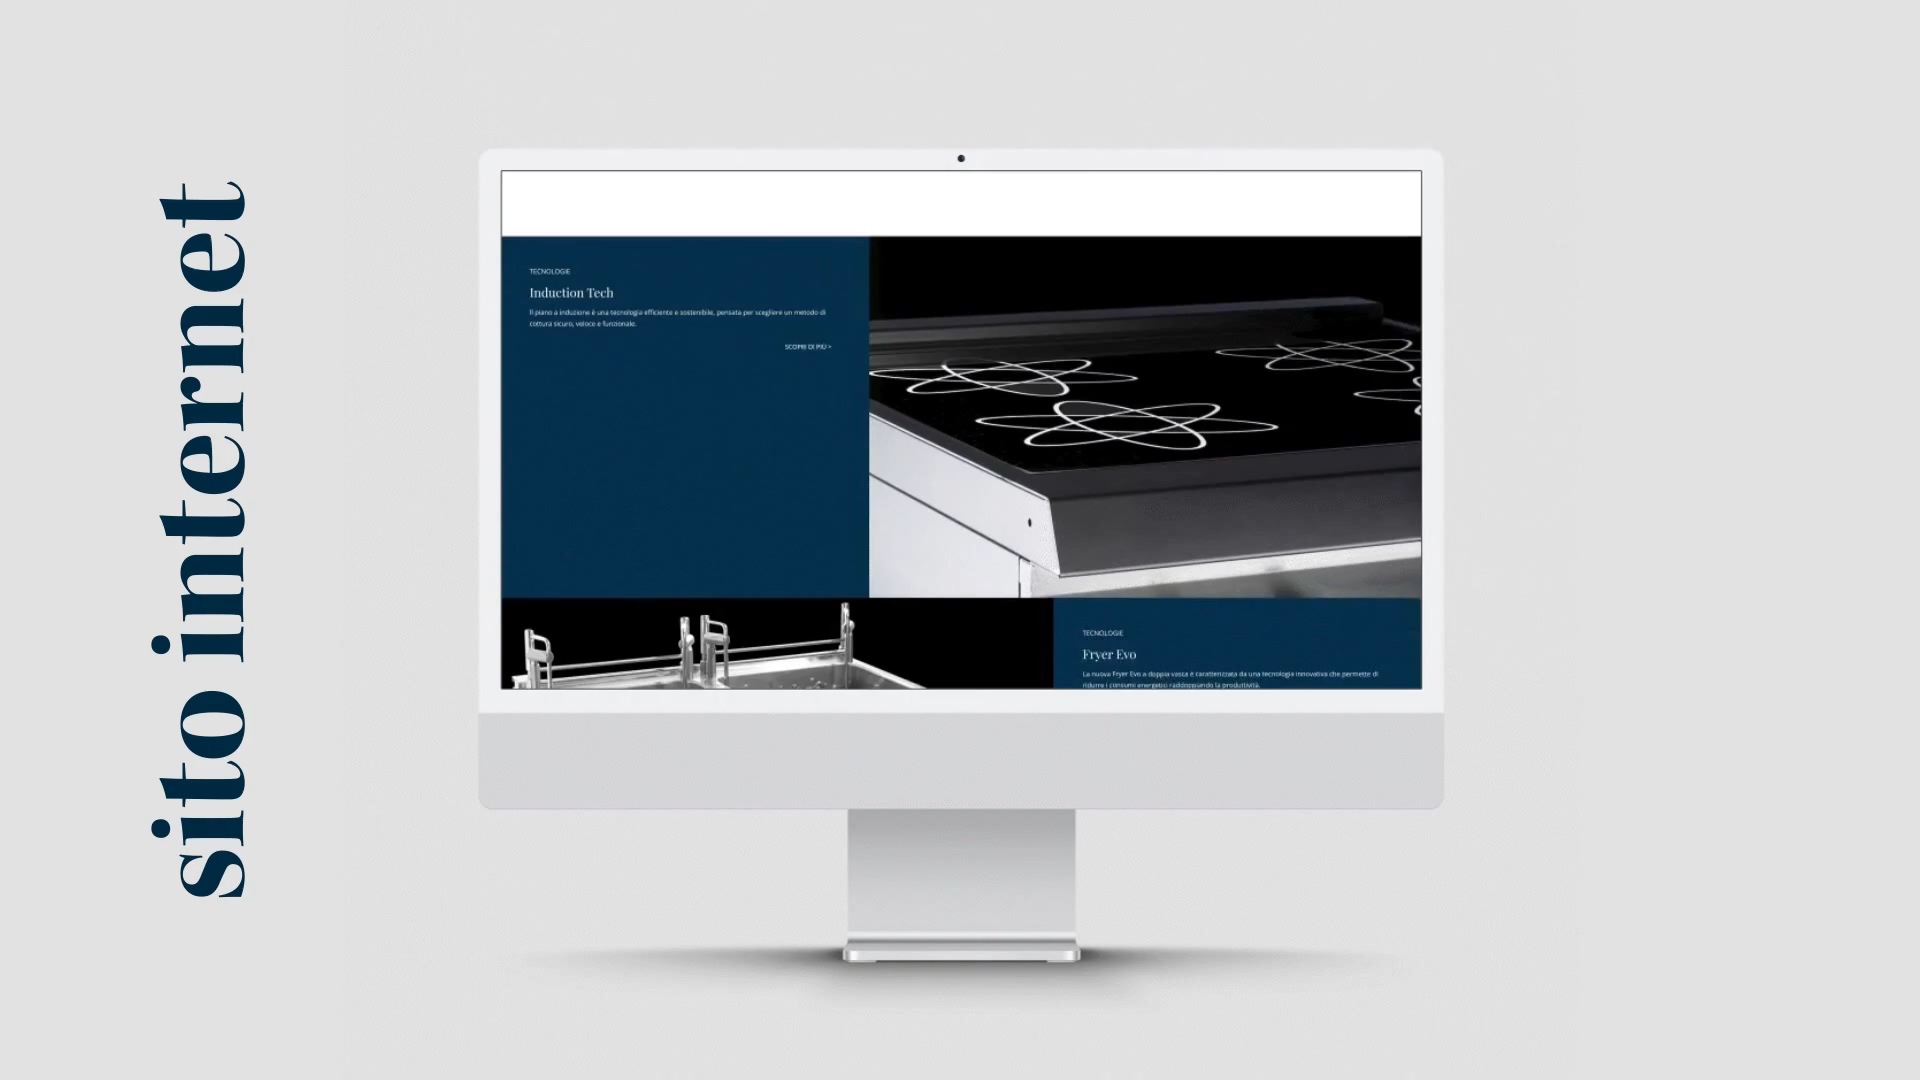 sito internet
TECNOLOGIE
Induction Tech
Il piano a induzione è una tecnologia efficiente e sostenibile, pensata per scegliere un metodo di
cottura sicuro, veloce e funzionale.
SCOPRI DI PIÙ >
TECNOLOGIE
Fryer Evo
La nuova Fryer Evo a doppia vasca è caratterizzata da una tecnologia innovativa che permette di
ridurre i consumi energetici raddoppiando la produttività.